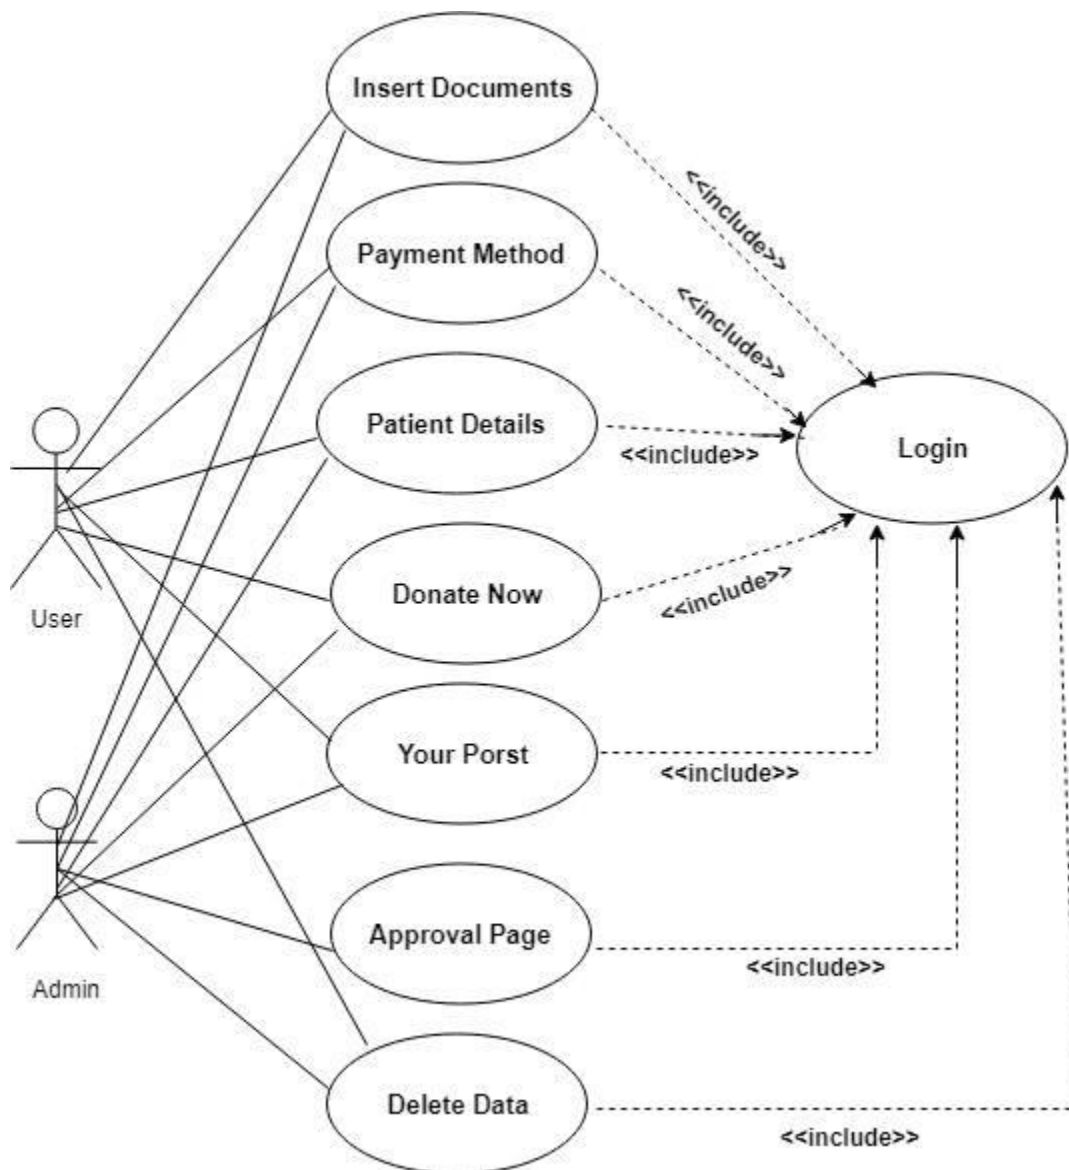 Insert Documents
<<include>>
Payment Method
<<include>>
Patient Details
<<include>>
Login
Donate Now
<<include>>
User
Your Porst
<<include>>
Approval Page
<<include>>
Admin
Delete Data
<<include>>